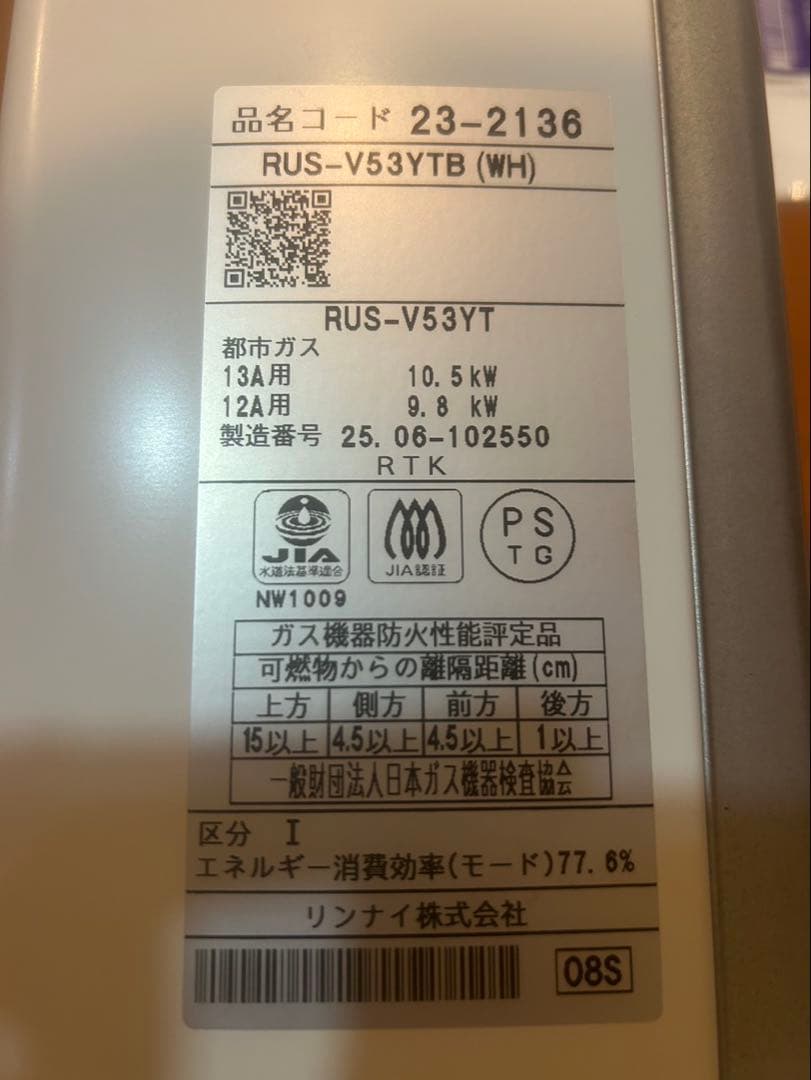 品名コード 23-2136
RUS-V53YTB(WH)
RUS-V53YT
都市ガス
13A用 10.5kW
12A用 9.8 kW
製造番号 25.06-102550
RTK
JIA
水道法基準適合
NW1009
JIA認証
PS
TG
ガス機器防火性能評定品
可燃物からの離隔距離(cm)
上方 側方 前方 後方
15以上 4.5以上 4.5以上 1以上
一般財団法人日本ガス機器検査協会
区分 I
エネルギー消費効率(モード)77.6%
リンナイ株式会社
08S